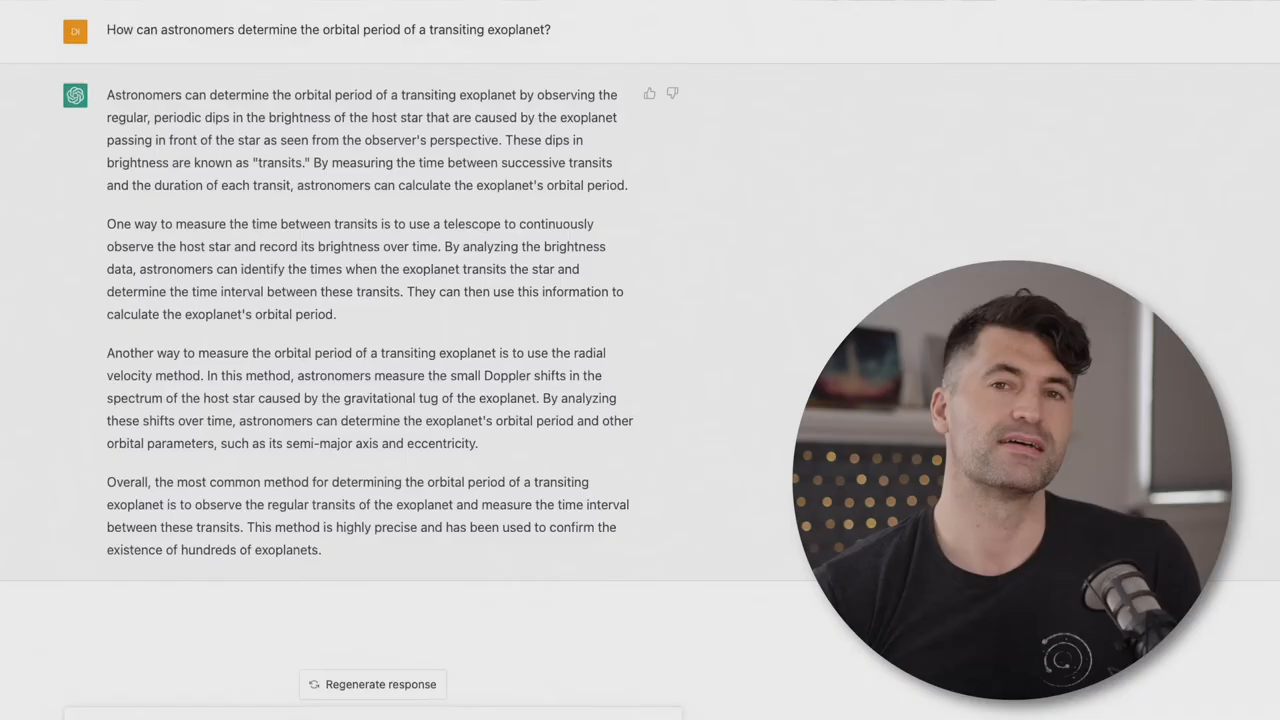 DI
How can astronomers determine the orbital period of a transiting exoplanet?
Astronomers can determine the orbital period of a transiting exoplanet by observing the
regular, periodic dips in the brightness of the host star that are caused by the exoplanet
passing in front of the star as seen from the observer's perspective. These dips in
brightness are known as "transits." By measuring the time between successive transits
and the duration of each transit, astronomers can calculate the exoplanet's orbital period.
One way to measure the time between transits is to use a telescope to continuously
observe the host star and record its brightness over time. By analyzing the brightness
data, astronomers can identify the times when the exoplanet transits the star and
determine the time interval between these transits. They can then use this information to
calculate the exoplanet's orbital period.
Another way to measure the orbital period of a transiting exoplanet is to use the radial
velocity method. In this method, astronomers measure the small Doppler shifts in the
spectrum of the host star caused by the gravitational tug of the exoplanet. By analyzing
these shifts over time, astronomers can determine the exoplanet's orbital period and other
orbital parameters, such as its semi-major axis and eccentricity.
Overall, the most common method for determining the orbital period of a transiting
exoplanet is to observe the regular transits of the exoplanet and measure the time interval
between these transits. This method is highly precise and has been used to confirm the
existence of hundreds of exoplanets.
Regenerate response